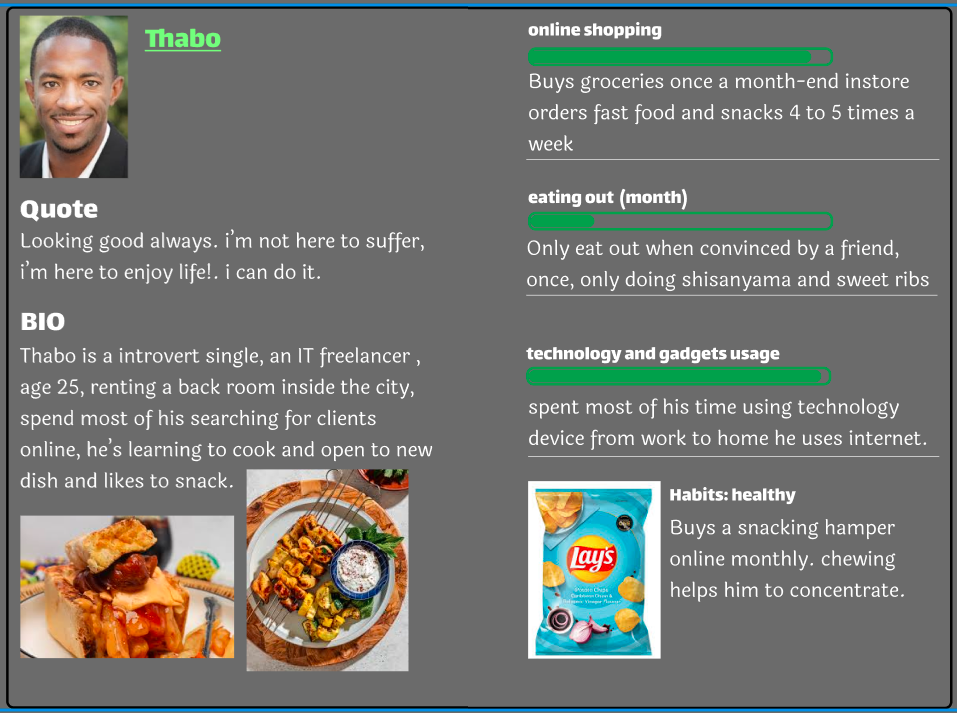 Thabo
Quote
Looking good always. i'm not here to suffer,
i'm here to enjoy life!. i can do it.
BIO
Thabo is a introvert single, an IT freelancer ,
age 25, renting a back room inside the city,
spend most of his searching for clients
online, he's learning to cook and open to new
dish and likes to snack.
online shopping
Buys groceries once a month-end instore
orders fast food and snacks 4 to 5 times a
week
eating out (month)
Only eat out when convinced by a friend,
once, only doing shisanyama and sweet ribs
technology and gadgets usage
spent most of his time using technology
device from work to home he uses internet.
Lay's
Habits: healthy
Buys a snacking hamper
online monthly. chewing
helps him to concentrate.